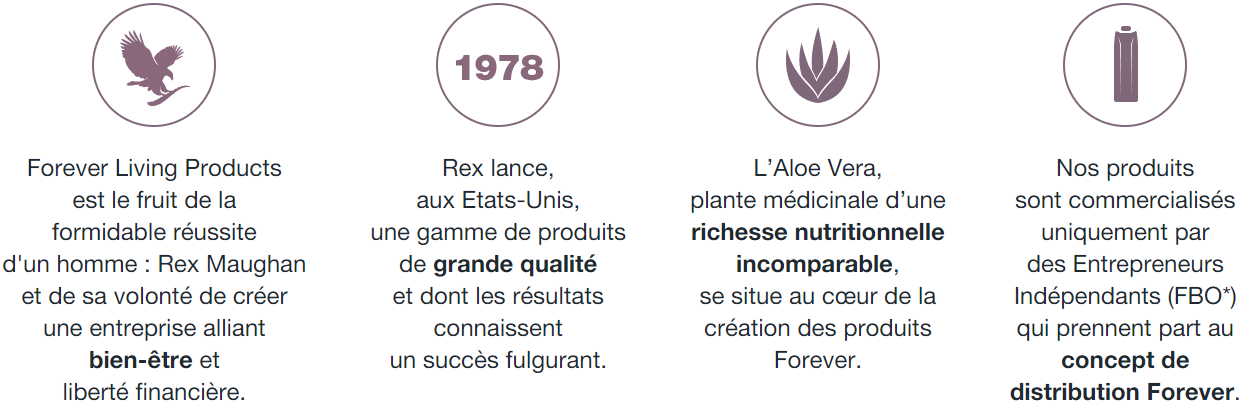 Forever Living Products
est le fruit de la
formidable réussite
d'un homme : Rex Maughan
et de sa volonté de créer
une entreprise alliant
bien-être et
liberté financière.
1978
Rex lance,
aux Etats-Unis,
une gamme de produits
de grande qualité
et dont les résultats
connaissent
un succès fulgurant.
L’Aloe Vera,
plante médicinale d’une
richesse nutritionnelle
incomparable,
se situe au cœur de la
création des produits
Forever.
Nos produits
sont commercialisés
uniquement par
des Entrepreneurs
Indépendants (FBO*)
qui prennent part au
concept de
distribution Forever.